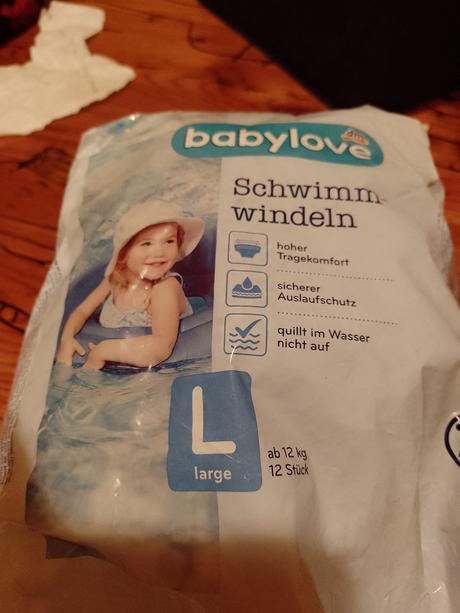 dm
babylove
Schwimm-
windeln
hoher
Tragekomfort
sicherer
Auslaufschutz
quillt im Wasser
nicht auf
L
large
ab 12 kg
12 Stück